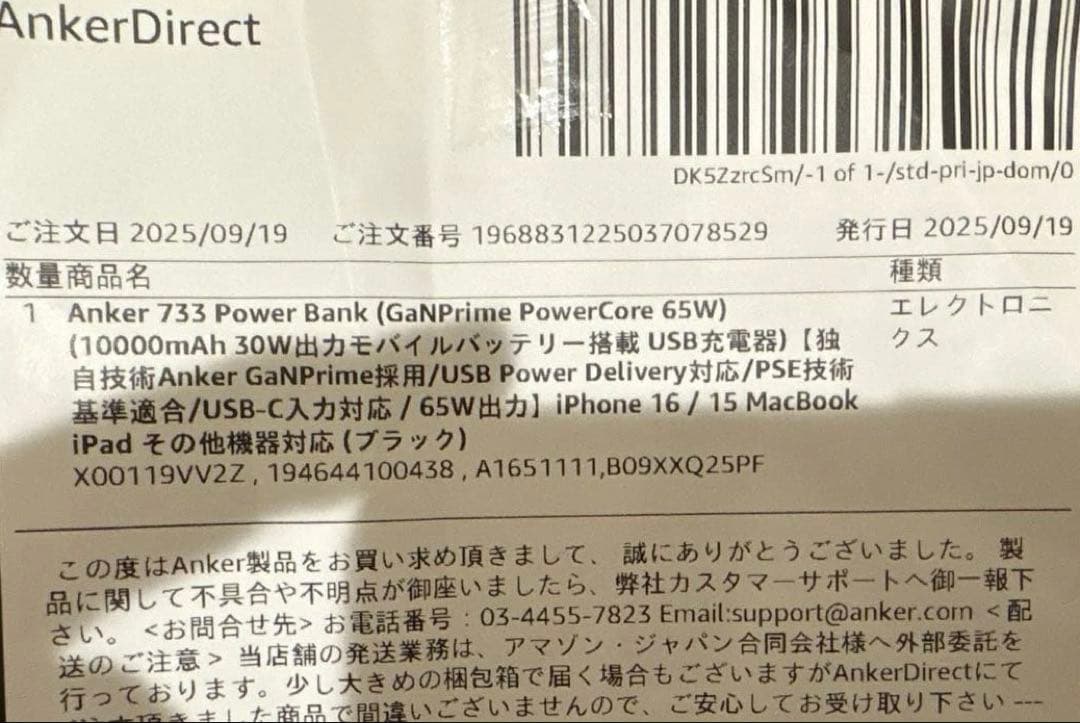 AnkerDirect
DK5ZzrcSm/-1 of 1-/std-pri-jp-dom/0
ご注文日 2025/09/19 ご注文番号 1968831225037078529 発行日 2025/09/19
数量 商品名 種類
1 Anker 733 Power Bank (GaNPrime PowerCore 65W) エレクトロニ
(10000mAh 30W出力モバイルバッテリー搭載 USB充電器)【独 クス
自技術Anker GaNPrime採用/USB Power Delivery対応/PSE技術
基準適合/USB-C入力対応 / 65W出力】iPhone 16 / 15 MacBook
iPad その他機器対応 (ブラック)
X00119VV2Z , 194644100438 , A1651111,B09XXQ25PF
この度はAnker製品をお買い求め頂きまして、誠にありがとうございました。 製
品に関して不具合や不明点が御座いましたら、弊社カスタマーサポートへ御一報下
さい。 <お問合せ先> お電話番号 : 03-4455-7823 Email:support@anker.com <配
送のご注意> 当店舗の発送業務は、アマゾン・ジャパン合同会社様へ外部委託を
行っております。少し大きめの梱包箱で届く場合もございますがAnkerDirectにて
ご注文頂きました商品で間違いございませんので、ご安心してお受け取り下さい ---